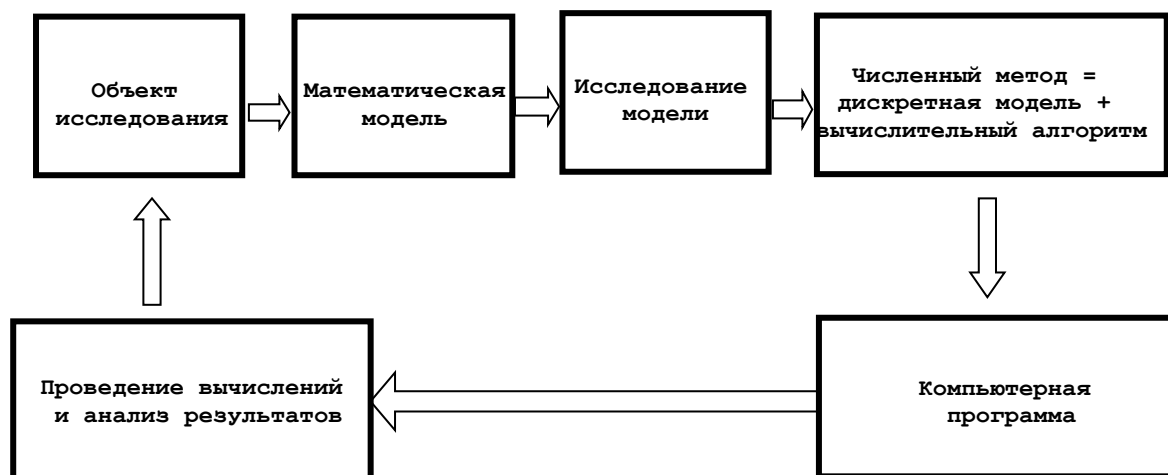 Объект
исследования
Математическая
модель
Исследование
модели
Численный метод =
дискретная модель +
вычислительный алгоритм
Проведение вычислений
и анализ результатов
Компьютерная
программа